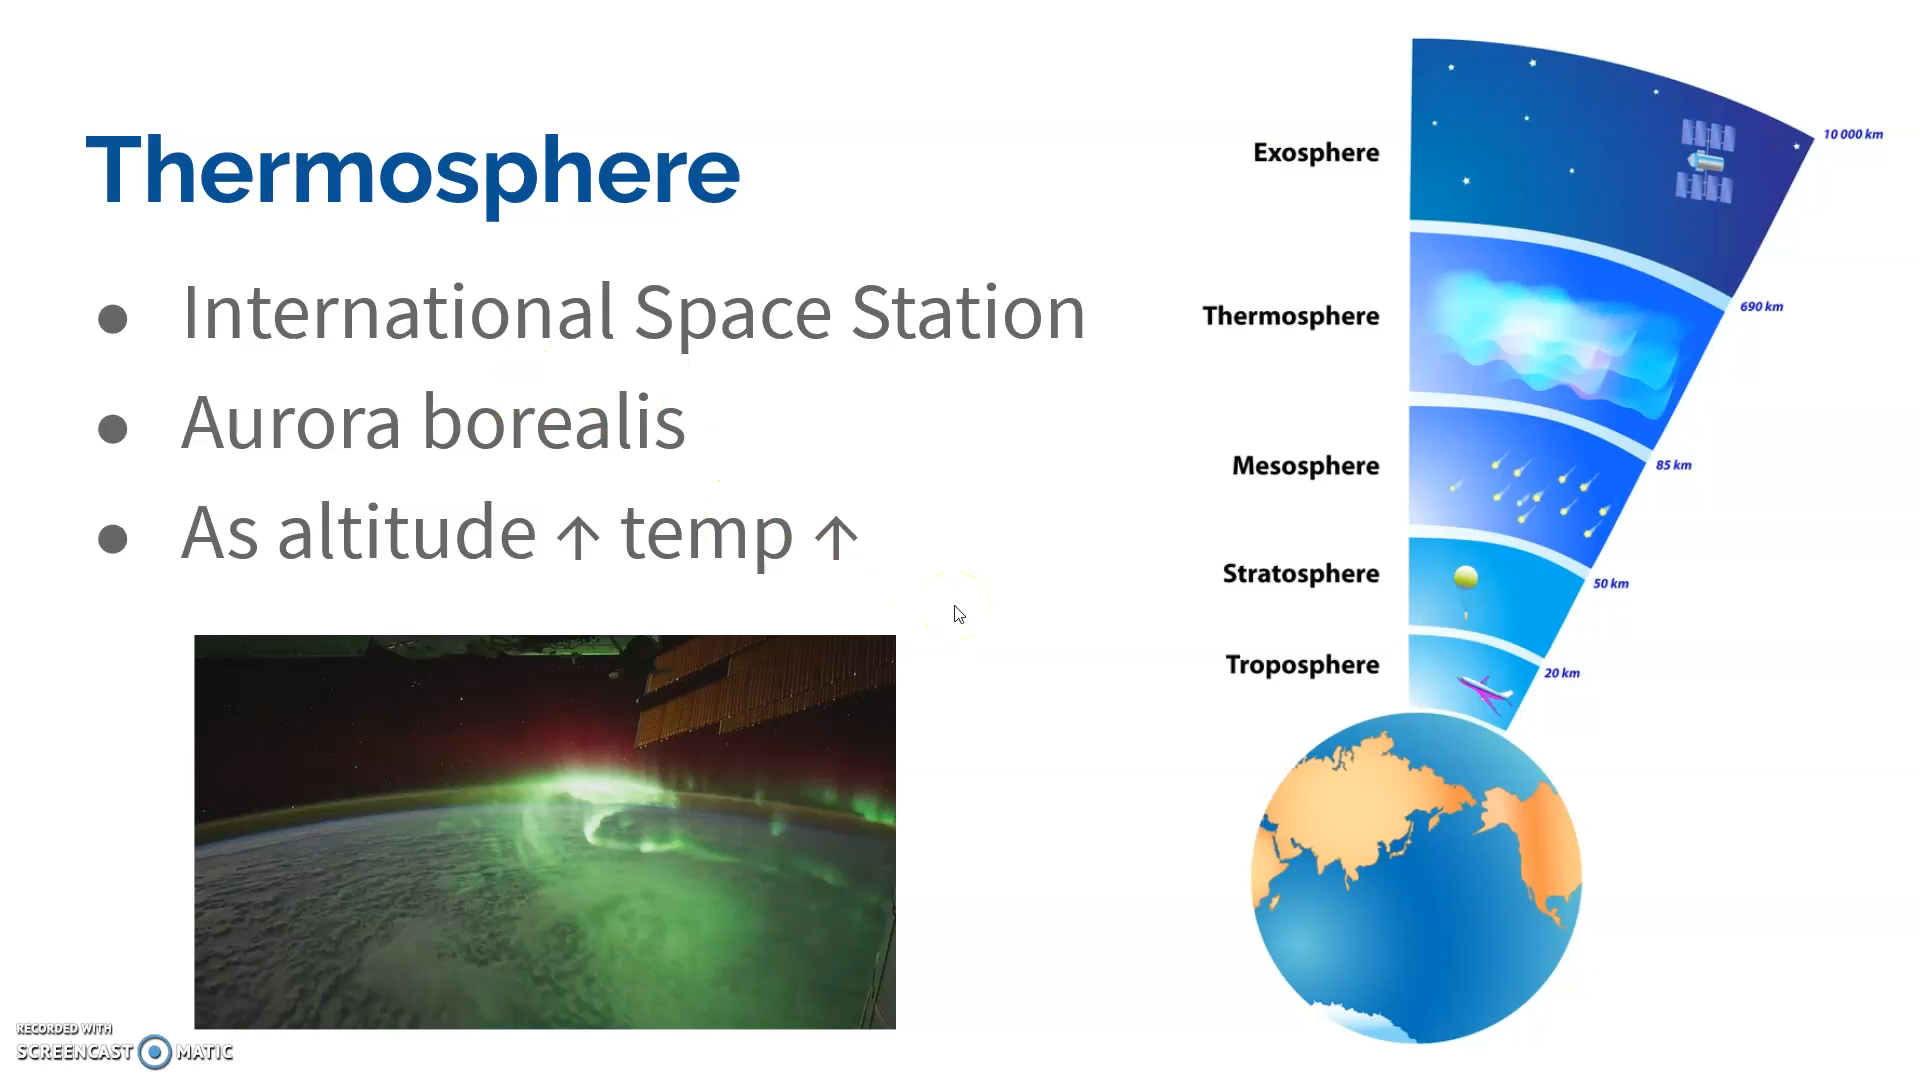 Thermosphere
● International Space Station
● Aurora borealis
● As altitude ↑ temp ↑
Exosphere
10 000 km
Thermosphere
690 km
Mesosphere
85 km
Stratosphere
50 km
Troposphere
20 km
RECORDED WITH
SCREENCAST MATIC